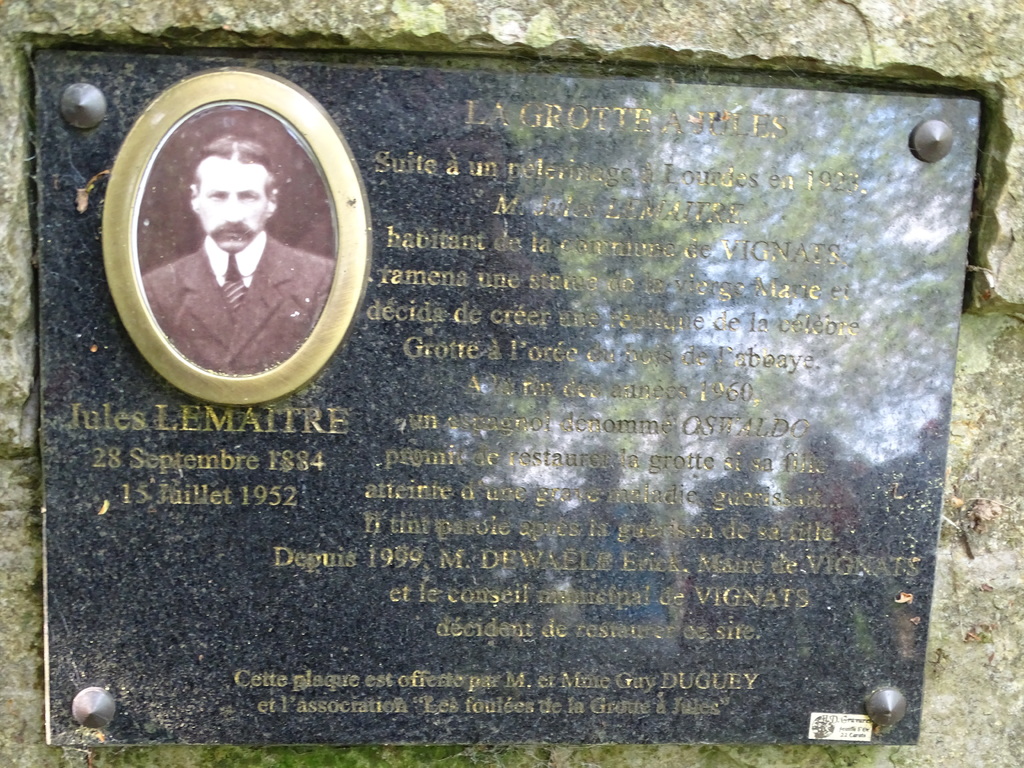 LA GROTTE A JULES
Suite à un pélerinage à Lourdes en 1923,
M. Jules LEMAITRE,
habitant de la commune de VIGNATS,
ramena une statue de la vierge Marie et
décida de créer une réplique de la célèbre
Grotte à l'orée du bois de l'abbaye.
A la fin des années 1960,
un espagnol dénommé OSWALDO
promit de restaurer la grotte si sa fille
atteinte d'une grave maladie, guérissait.
Il tint parole après la guérison de sa fille.
Depuis 1999, M. DEWAELE Erick, Maire de VIGNATS
et le conseil municipal de VIGNATS
décident de restaurer ce site.
Jules LEMAITRE
28 Septembre 1884
15 Juillet 1952
Cette plaque est offerte par M. et Mme Guy DUGUEY
et l'association "Les foulées de la Grotte à Jules"